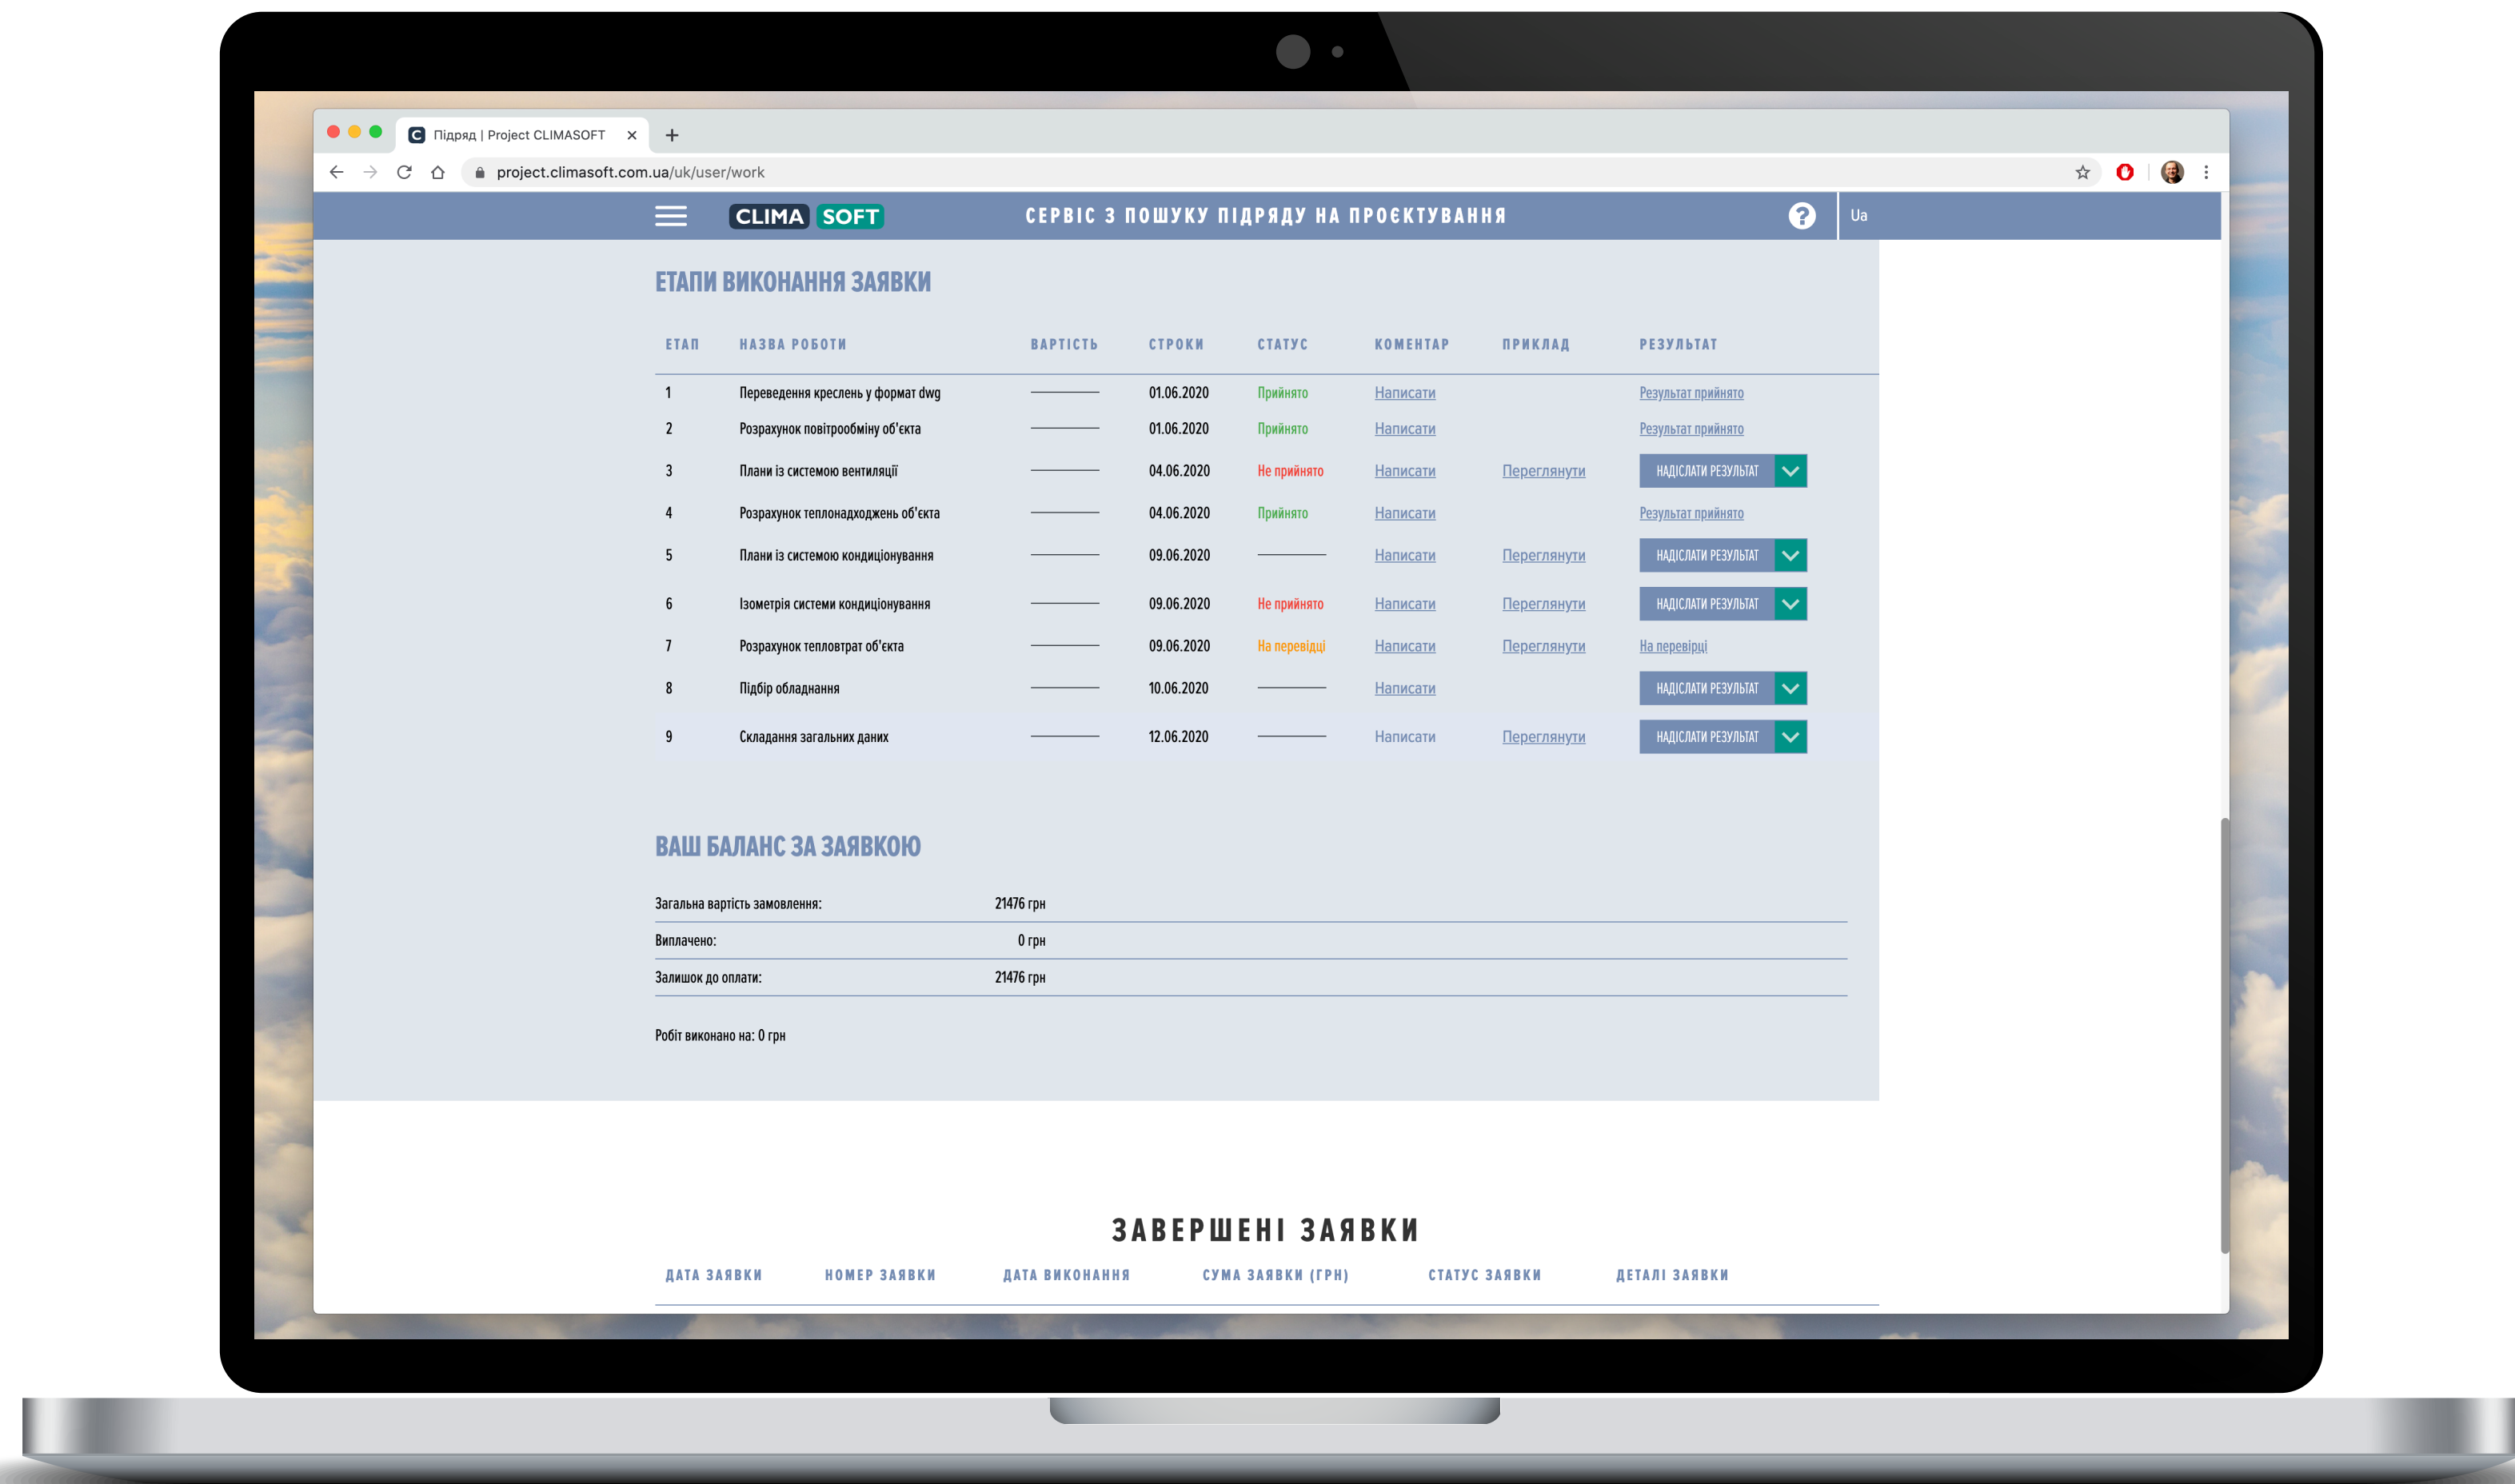 Підряд | Project CLIMASOFT
project.climasoft.com.ua/uk/user/work
CLIMA SOFT СЕРВІС З ПОШУКУ ПІДРЯДУ НА ПРОЄКТУВАННЯ ? Ua
ЕТАПИ ВИКОНАННЯ ЗАЯВКИ
ЕТАП НАЗВА РОБОТИ ВАРТІСТЬ СТРОКИ СТАТУС КОМЕНТАР ПРИКЛАД РЕЗУЛЬТАТ
1 Переведення креслень у формат dwg 01.06.2020 Прийнято Написати Результат прийнято
2 Розрахунок повітрообміну об'єкта 01.06.2020 Прийнято Написати Результат прийнято
3 Плани із системою вентиляції 04.06.2020 Не прийнято Написати Переглянути НАДІСЛАТИ РЕЗУЛЬТАТ
4 Розрахунок теплонадходжень об'єкта 04.06.2020 Прийнято Написати Результат прийнято
5 Плани із системою кондиціонування 09.06.2020 Написати Переглянути НАДІСЛАТИ РЕЗУЛЬТАТ
6 Ізометрія системи кондиціонування 09.06.2020 Не прийнято Написати Переглянути НАДІСЛАТИ РЕЗУЛЬТАТ
7 Розрахунок тепловтрат об'єкта 09.06.2020 На перевідці Написати Переглянути На перевірці
8 Підбір обладнання 10.06.2020 Написати НАДІСЛАТИ РЕЗУЛЬТАТ
9 Складання загальних даних 12.06.2020 Написати Переглянути НАДІСЛАТИ РЕЗУЛЬТАТ
ВАШ БАЛАНС ЗА ЗАЯВКОЮ
Загальна вартість замовлення: 21476 грн
Виплачено: 0 грн
Залишок до оплати: 21476 грн
Робіт виконано на: 0 грн
ЗАВЕРШЕНІ ЗАЯВКИ
ДАТА ЗАЯВКИ НОМЕР ЗАЯВКИ ДАТА ВИКОНАННЯ СУМА ЗАЯВКИ (ГРН) СТАТУС ЗАЯВКИ ДЕТАЛІ ЗАЯВКИ